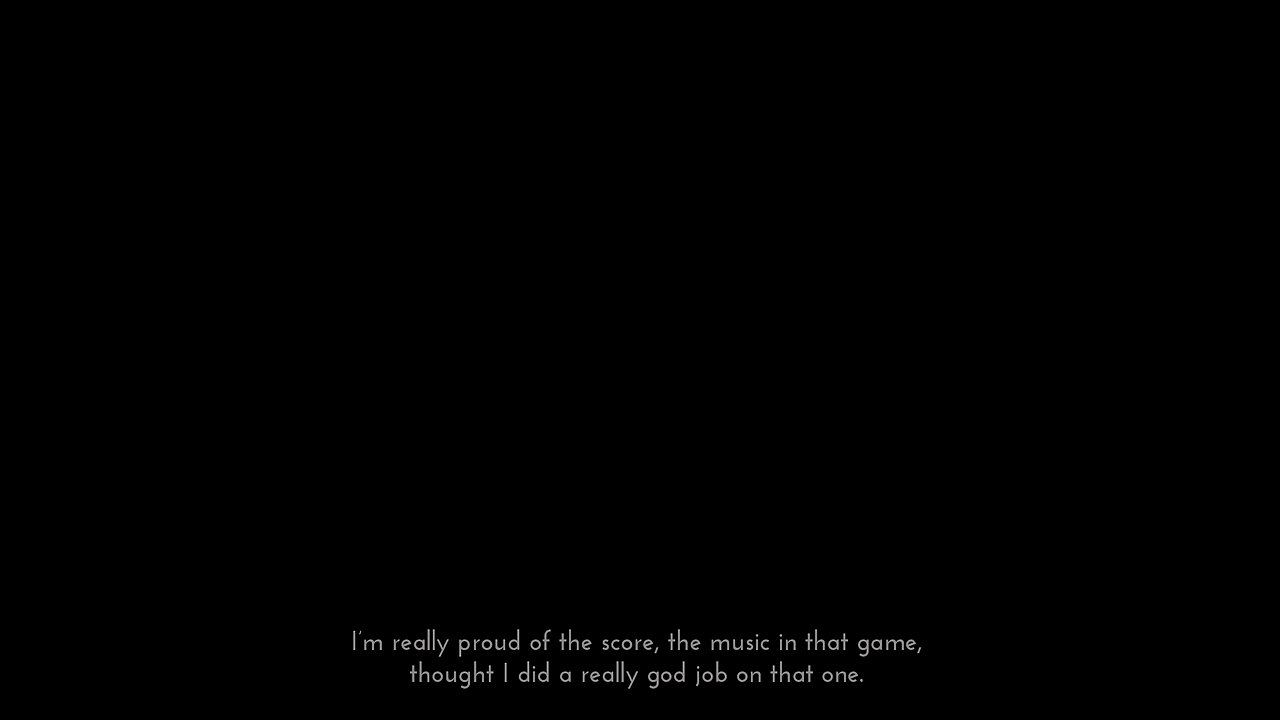 I'm really proud of the score, the music in that game,
thought I did a really god job on that one.